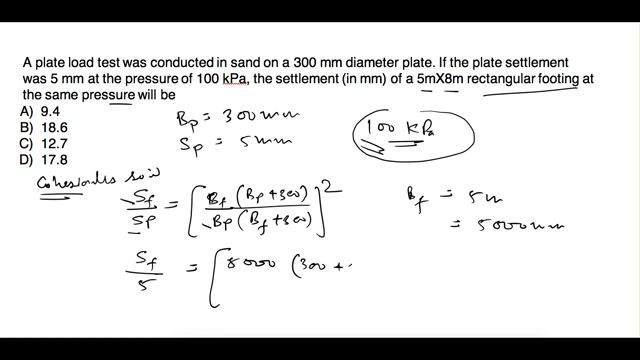 A plate load test was conducted in sand on a 300 mm diameter plate. If the plate settlement
was 5 mm at the pressure of 100 kPa, the settlement (in mm) of a 5mX8m rectangular footing at
the same pressure will be
A) 9.4
B) 18.6
C) 12.7
D) 17.8
Bp = 300mm
Sp = 5mm
100 kPa
Cohesionless soil
Sf/Sp = [Bf (Bp+300) / Bp (Bf+300)]^2
Bf = 5m
= 5000mm
Sf/5 = [5000 (300 +